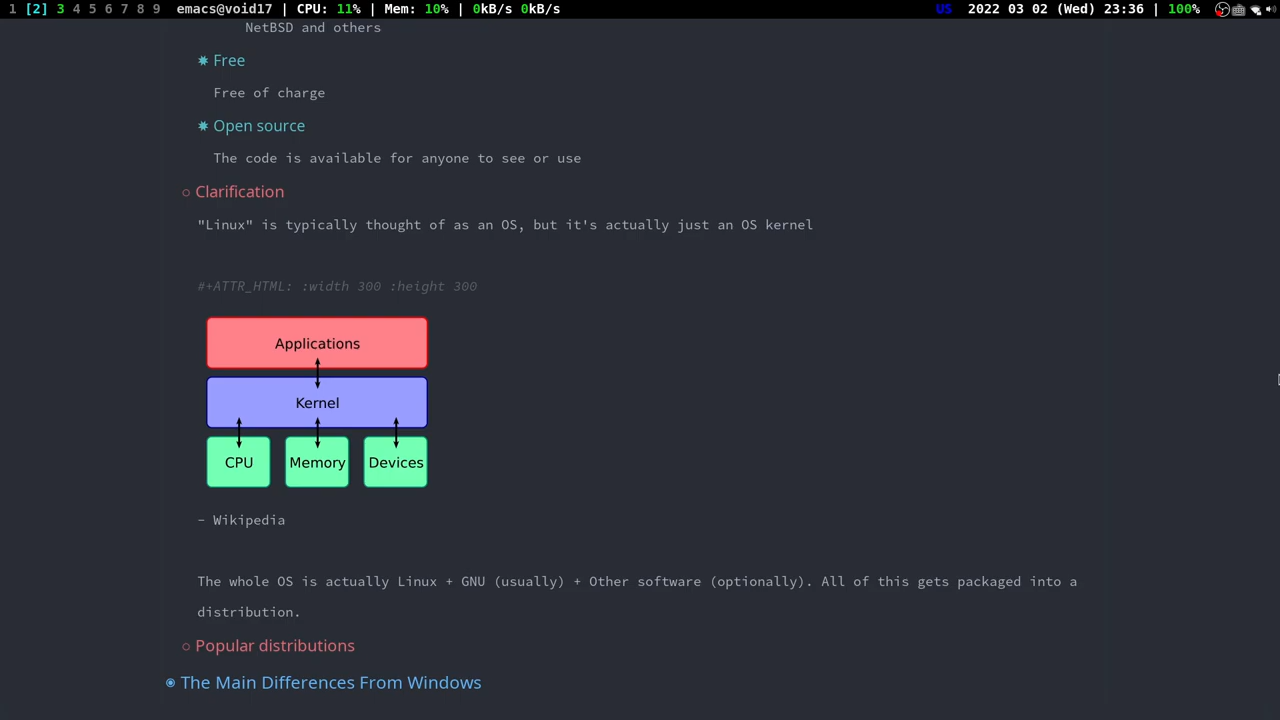 1 [2] 3 4 5 6 7 8 9 emacs@void17 | CPU: 11% | Mem: 10% | 0kB/s 0kB/s US 2022 03 02 (Wed) 23:36 | 100%
NetBSD and others
Free
Free of charge
Open source
The code is available for anyone to see or use
Clarification
"Linux" is typically thought of as an OS, but it's actually just an OS kernel
#+ATTR_HTML: :width 300 :height 300
Applications
Kernel
CPU Memory Devices
- Wikipedia
The whole OS is actually Linux + GNU (usually) + Other software (optionally). All of this gets packaged into a
distribution.
Popular distributions
The Main Differences From Windows